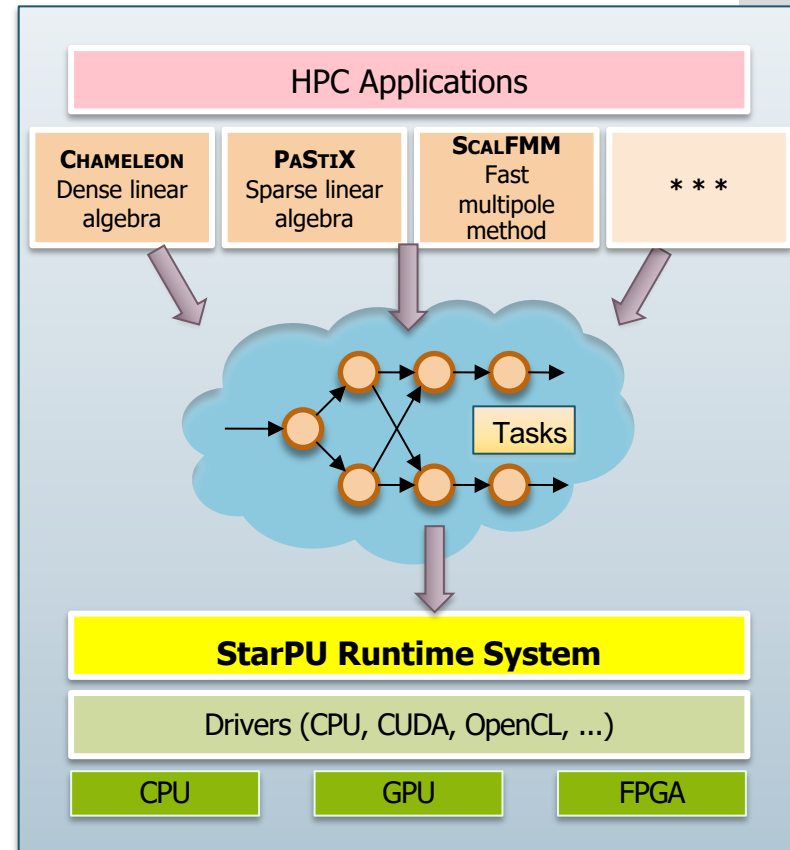 HPC Applications
CHAMELEON
Dense linear
algebra
PASTIX
Sparse linear
algebra
SCALFMM
Fast
multipole
method
* * *
Tasks
StarPU Runtime System
Drivers (CPU, CUDA, OpenCL, ...)
CPU
GPU
FPGA